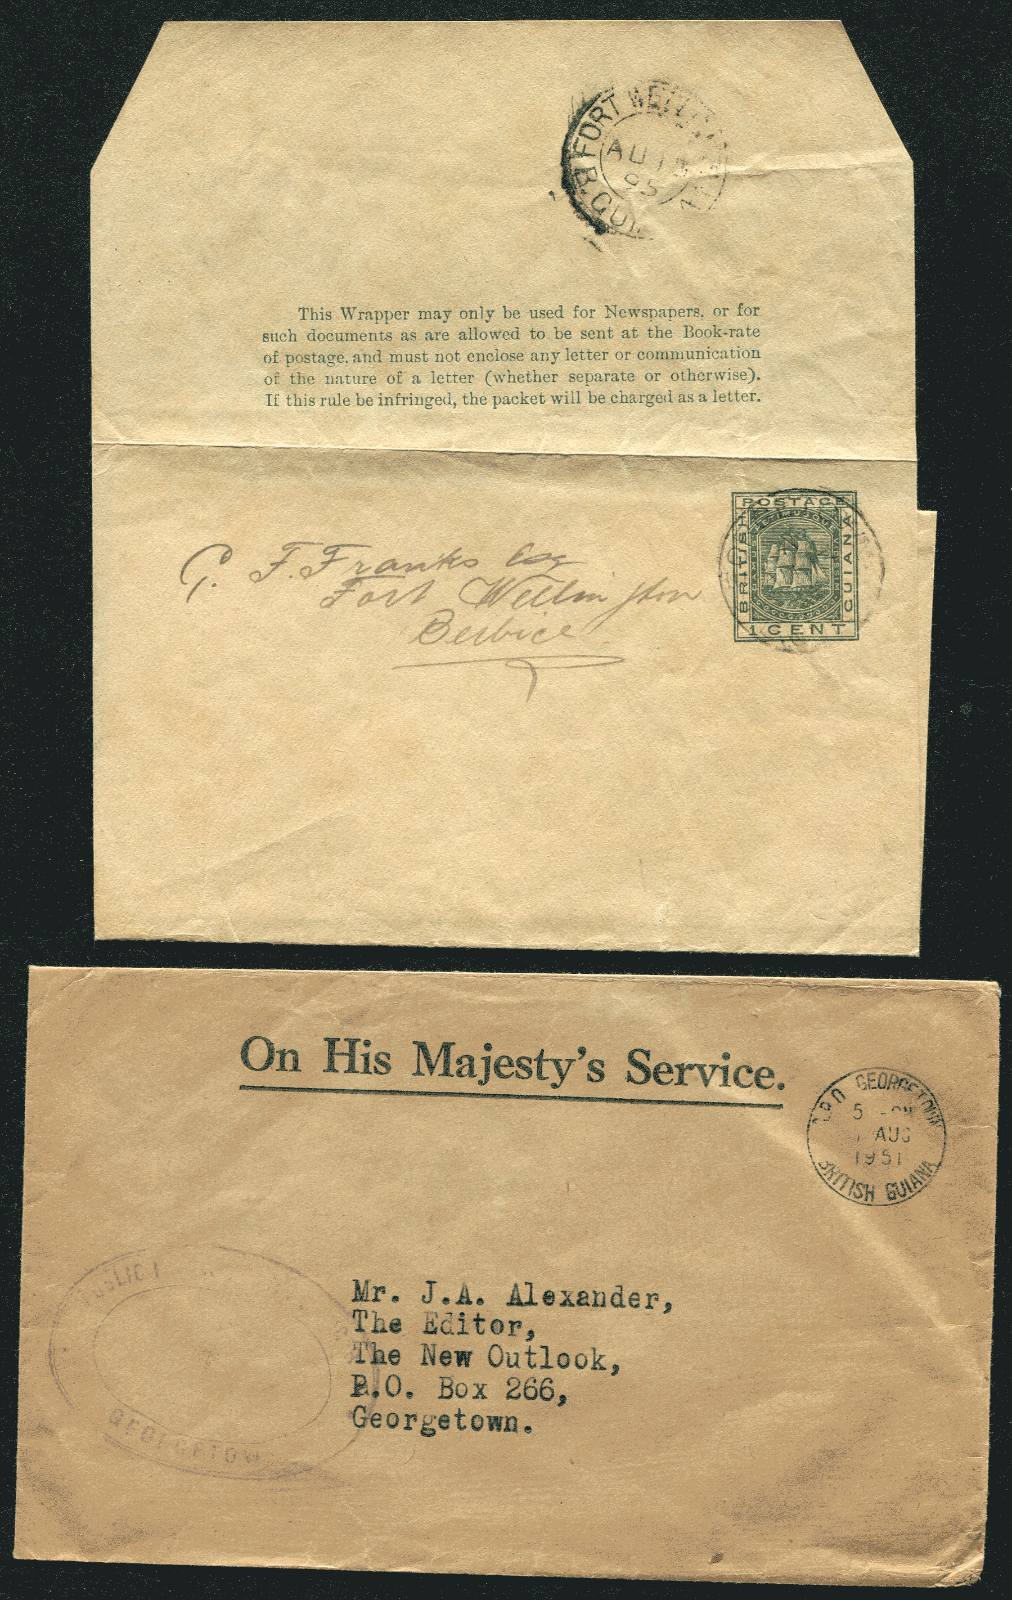 FORT
AU 13
95
B. GUI
This Wrapper may only be used for Newspapers, or for
such documents as are allowed to be sent at the Book-rate
of postage, and must not enclose any letter or communication
of the nature of a letter (whether separate or otherwise).
If this rule be infringed, the packet will be charged as a letter.
POSTAGE
BRITISH
GUIANA
1 CENT
F. Franks Esq
Fort Wellington
Berbice
On His Majesty's Service.
GEORGETOWN
AUG
1951
BRITISH GUIANA
Mr. J.A. Alexander,
The Editor,
The New Outlook,
P.O. Box 266,
Georgetown.
GEORGETOW